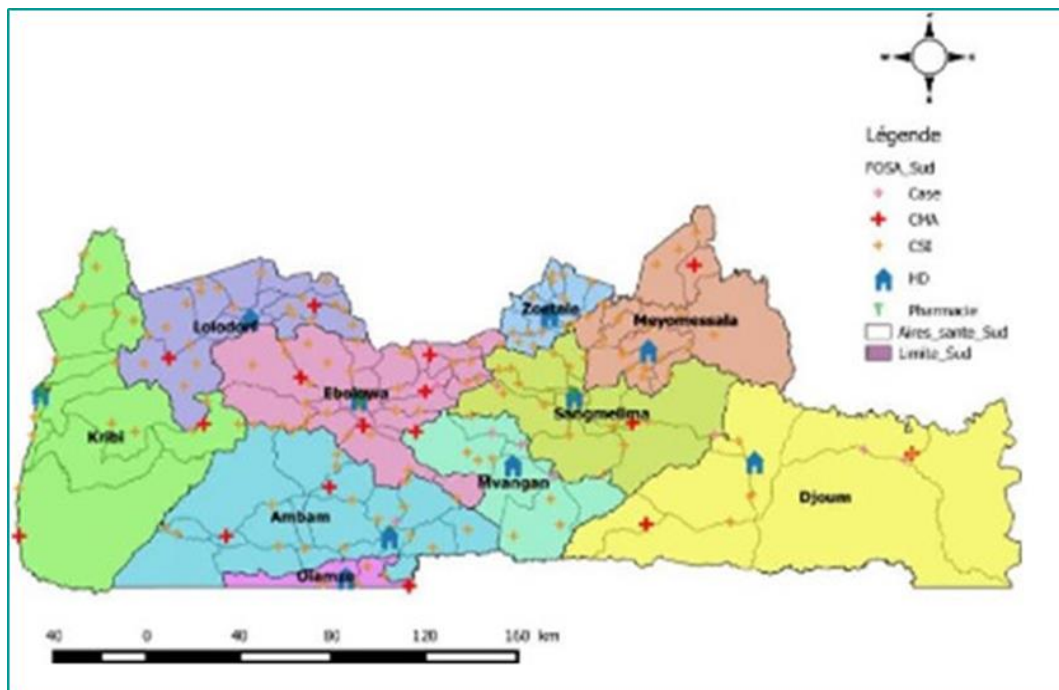 Légende
FOSA_Sud
Case
CMA
CSI
HD
Pharmacie
Aires_sante_Sud
Limite_Sud
Zoetele
Meyomessala
Lolodorf
Ebolowa
Sangmelima
Kribi
Mvangan
Djoum
Ambam
Olamze
40 0 40 80 120 160 km